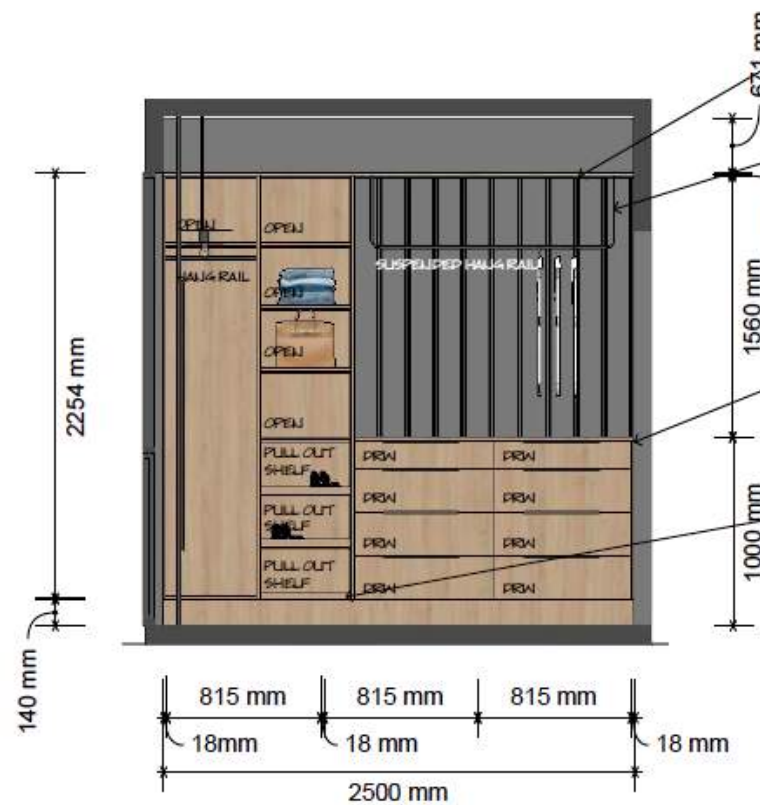 671 mm
OPEN
OPEN
HANG RAIL
SUSPENDED HANG RAIL
OPEN
1560 mm
OPEN
2254 mm
OPEN
PULL OUT
SHELF
DRW
DRW
DRW
DRW
PULL OUT
SHELF
DRW
DRW
1000 mm
PULL OUT
SHELF
DRW
DRW
140 mm
815 mm
815 mm
815 mm
18mm
18 mm
18 mm
2500 mm